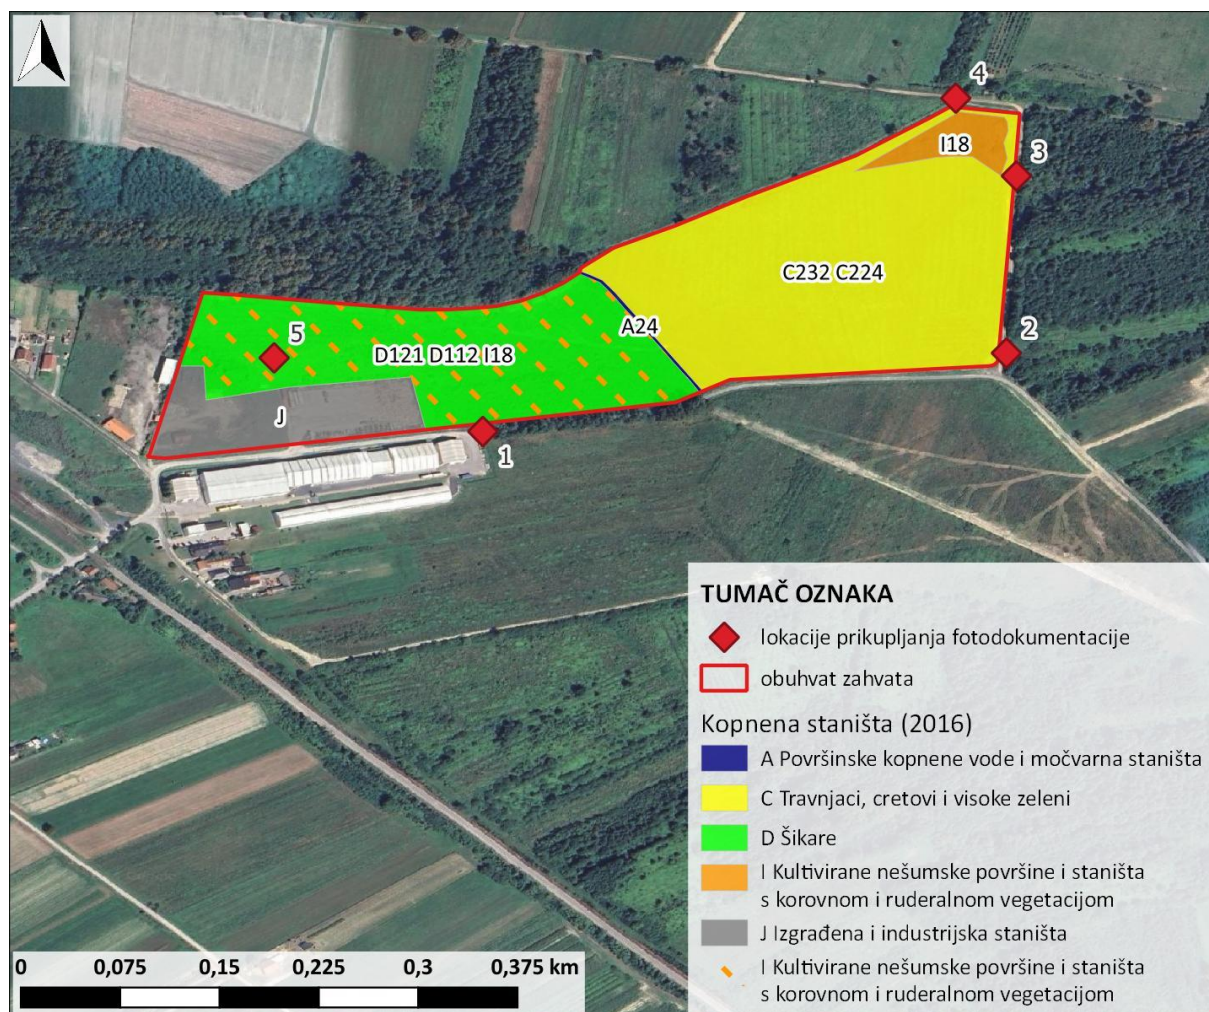 4
I18
3
C232 C224
A24
2
5
D121 D112 I18
J
1
TUMAČ OZNAKA
lokacije prikupljanja fotodokumentacije
obuhvat zahvata
Kopnena staništa (2016)
A Površinske kopnene vode i močvarna staništa
C Travnjaci, cretovi i visoke zeleni
D Šikare
I Kultivirane nešumske površine i staništa
s korovnom i ruderalnom vegetacijom
J Izgrađena i industrijska staništa
I Kultivirane nešumske površine i staništa
s korovnom i ruderalnom vegetacijom
0 0,075 0,15 0,225 0,3 0,375 km